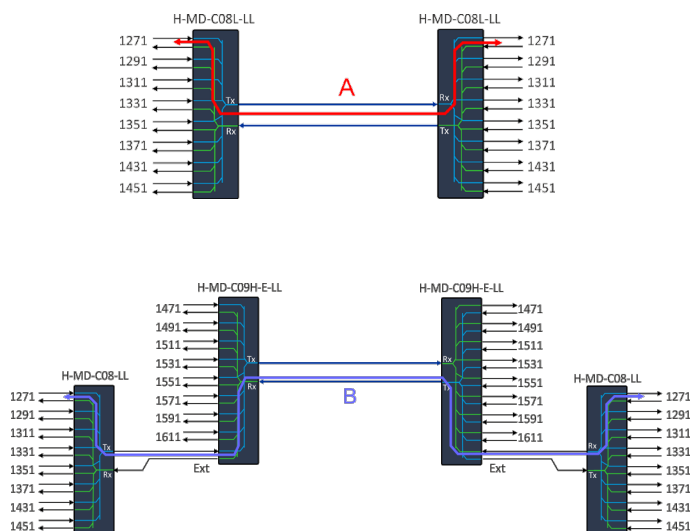 H-MD-C08L-LL H-MD-C08L-LL
1271 1271
1291 1291
1311 1311
A
1331 Tx Rx 1331
1351 Rx Tx 1351
1371 1371
1431 1431
1451 1451
H-MD-C09H-E-LL H-MD-C09H-E-LL
1471 1471
1491 1491
1511 1511
1531 Tx Rx 1531
1551 Rx Tx 1551
B
1571 1571
1591 1591
1611 1611
Ext Ext
H-MD-C08-LL H-MD-C08-LL
1271 1271
1291 1291
1311 1311
1331 Tx Rx 1331
1351 Rx Tx 1351
1371 1371
1431 1431
1451 1451